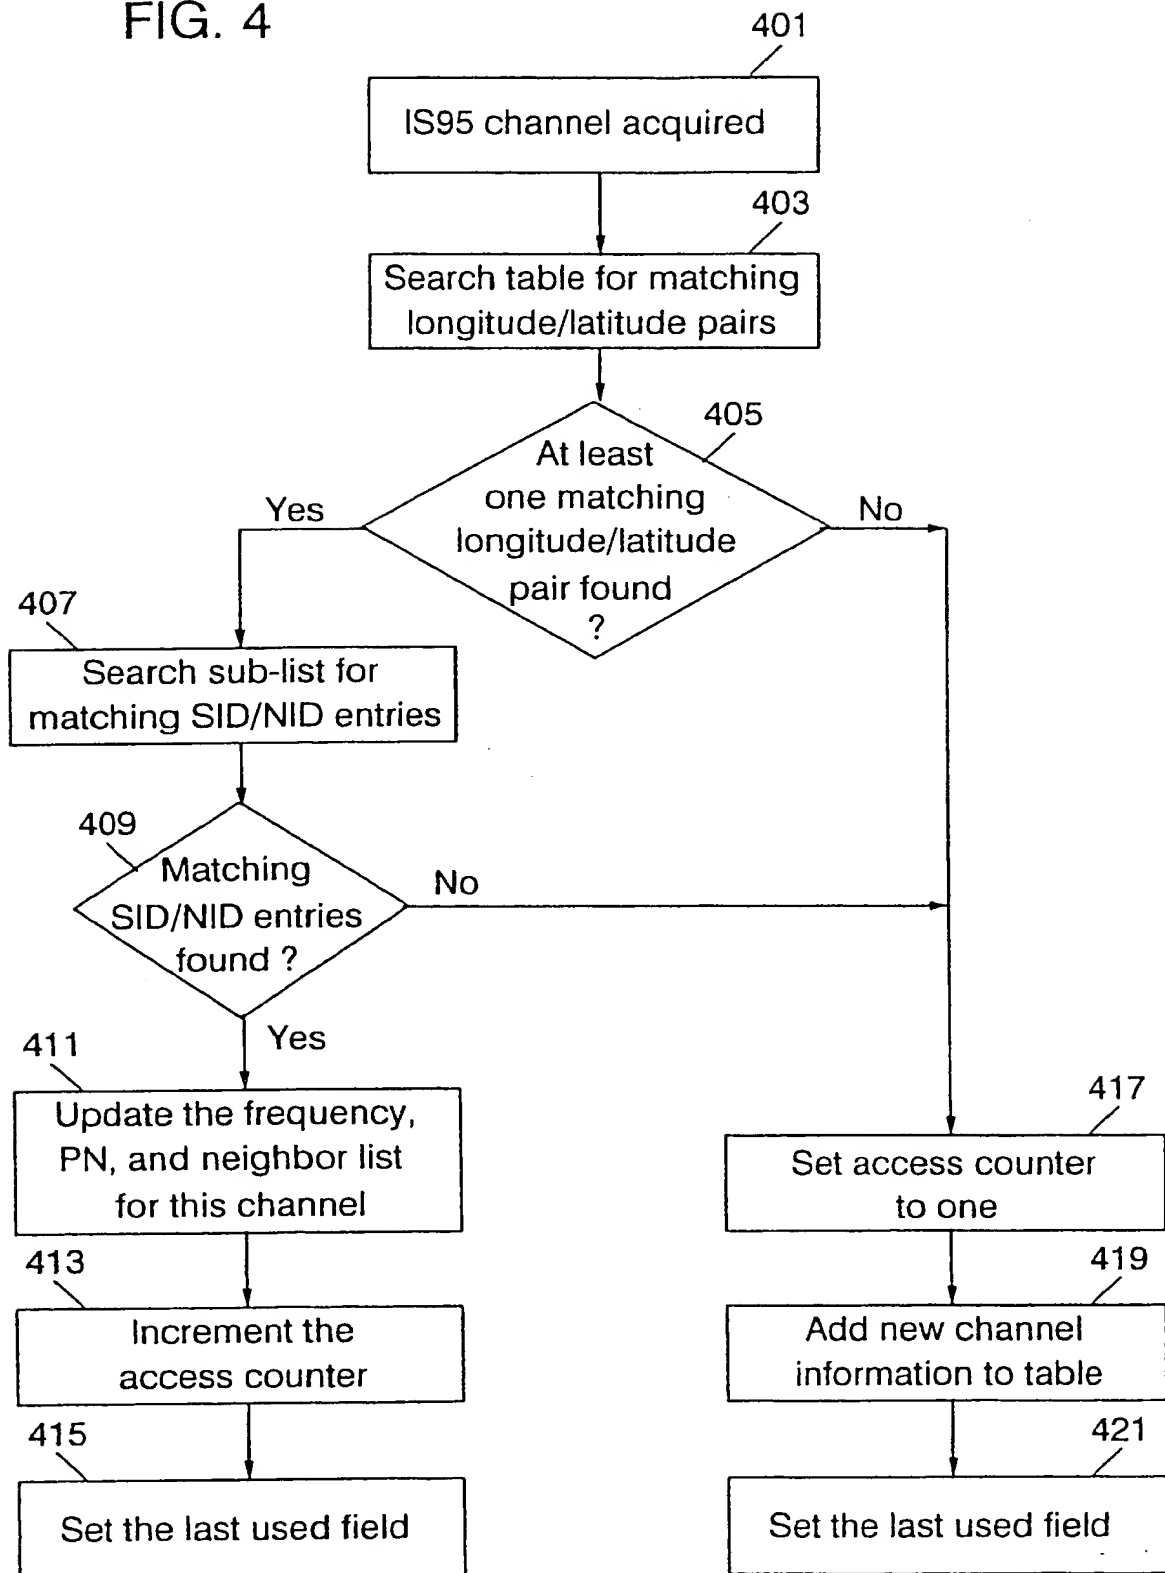 FIG. 4
401
IS95 channel acquired
403
Search table for matching
longitude/latitude pairs
405
At least
one matching
longitude/latitude
pair found
?
Yes
No
407
Search sub-list for
matching SID/NID entries
409
Matching
SID/NID entries
found ?
No
Yes
411
Update the frequency,
PN, and neighbor list
for this channel
417
Set access counter
to one
413
Increment the
access counter
419
Add new channel
information to table
415
Set the last used field
421
Set the last used field